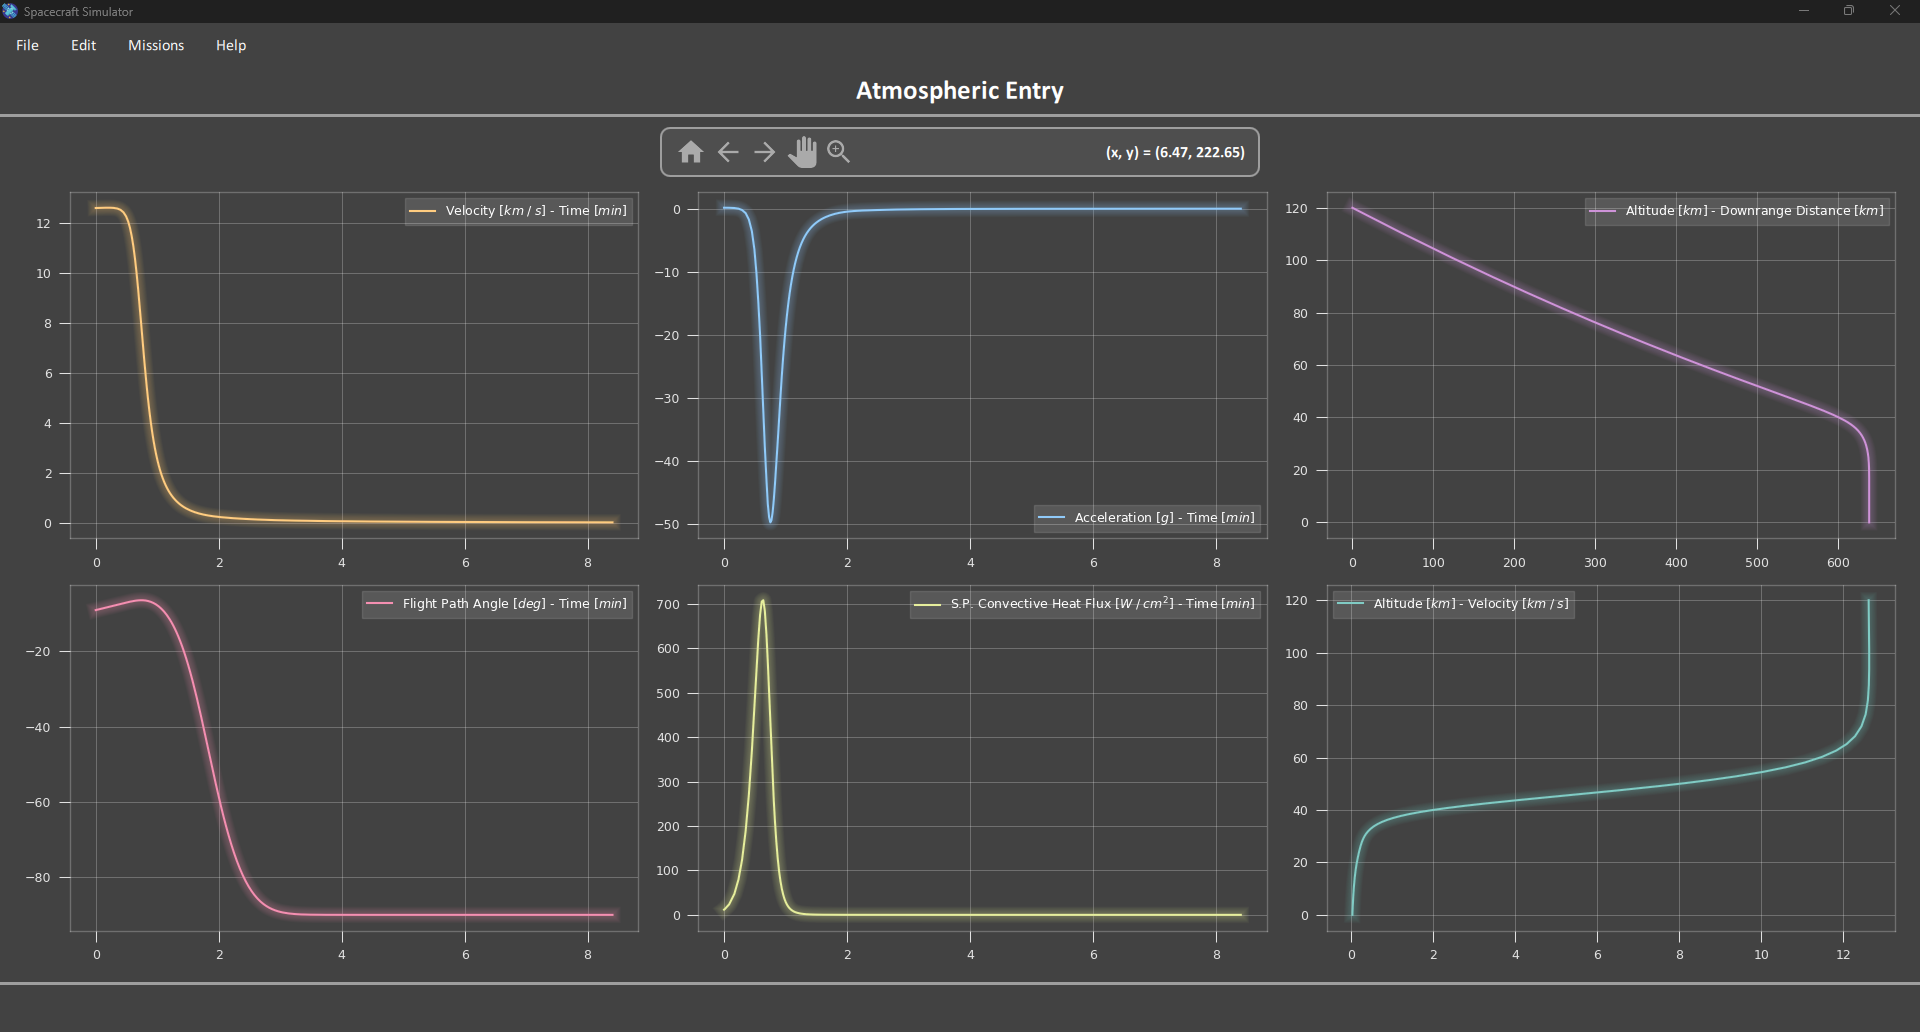 Spacecraft Simulator
File Edit Missions Help
Atmospheric Entry
(x, y) = (6.47, 222.65)
Velocity [km / s] - Time [min]
12
10
8
6
4
2
0
0 2 4 6 8
Acceleration [g] - Time [min]
0
−10
−20
−30
−40
−50
0 2 4 6 8
Altitude [km] - Downrange Distance [km]
120
100
80
60
40
20
0
0 100 200 300 400 500 600
Flight Path Angle [deg] - Time [min]
−20
−40
−60
−80
0 2 4 6 8
S.P. Convective Heat Flux [W / cm²] - Time [min]
700
600
500
400
300
200
100
0
0 2 4 6 8
Altitude [km] - Velocity [km / s]
120
100
80
60
40
20
0
0 2 4 6 8 10 12